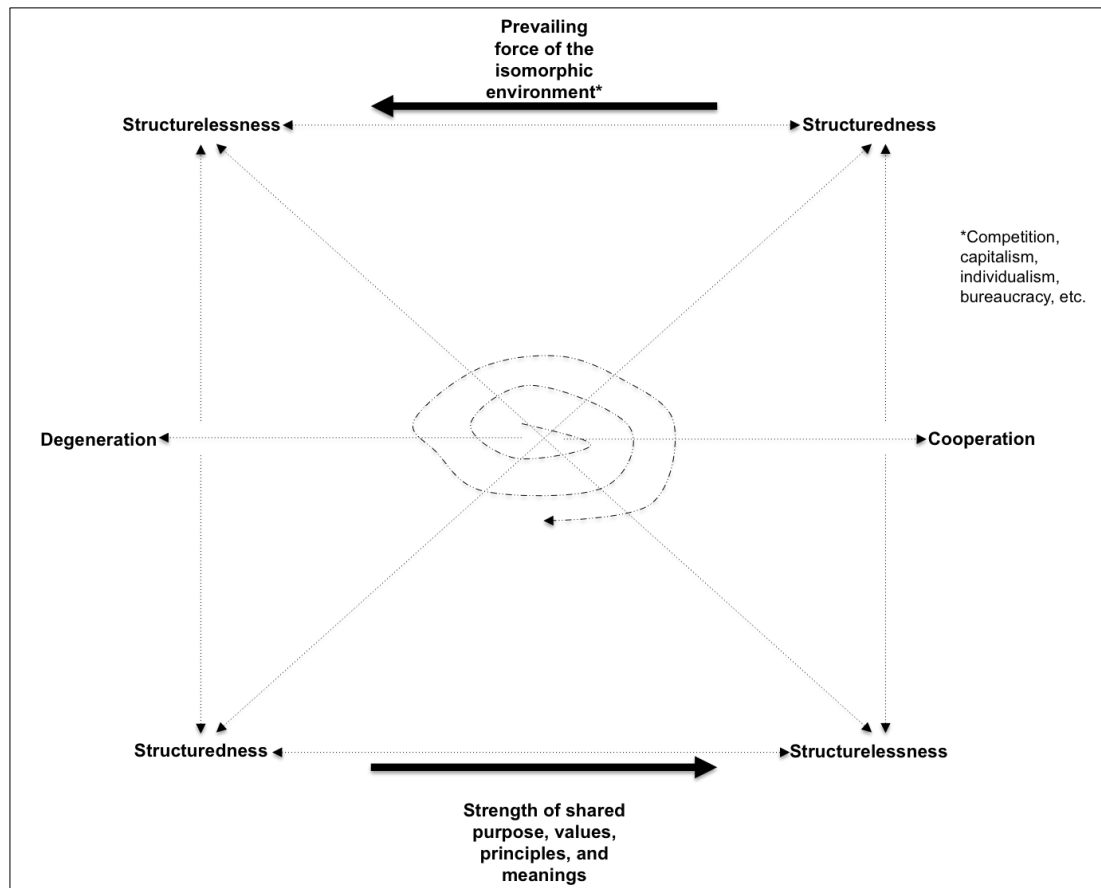 Prevailing
force of the
isomorphic
environment*
Structurelessness
Structuredness
*Competition,
capitalism,
individualism,
bureaucracy, etc.
Degeneration
Cooperation
Structuredness
Structurelessness
Strength of shared
purpose, values,
principles, and
meanings